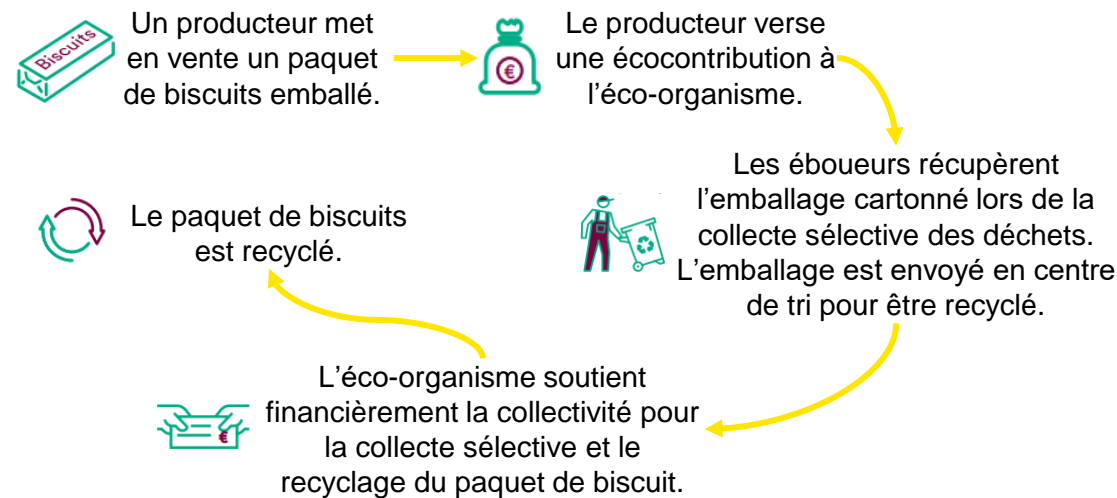 Biscuits
Un producteur met
en vente un paquet
de biscuits emballé.
€
Le producteur verse
une écocontribution à
l’éco-organisme.
Les éboueurs récupèrent
l’emballage cartonné lors de la
collecte sélective des déchets.
L’emballage est envoyé en centre
de tri pour être recyclé.
€
L’éco-organisme soutient
financièrement la collectivité pour
la collecte sélective et le
recyclage du paquet de biscuit.
Le paquet de biscuits
est recyclé.